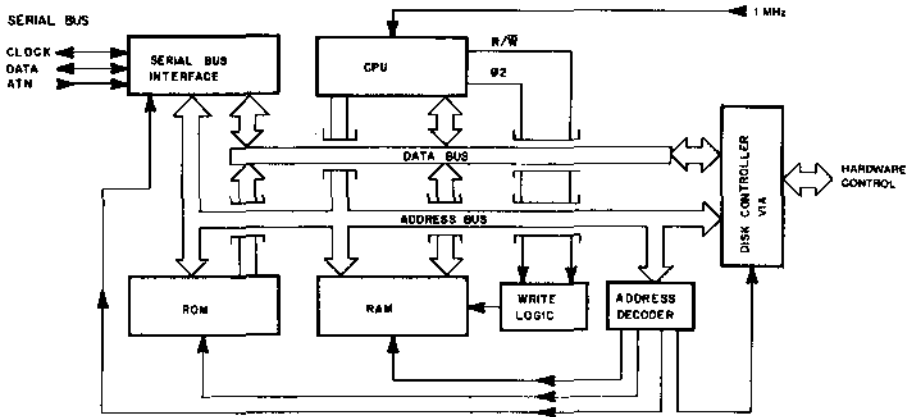 SERIAL BUS
1 MHz
CLOCK
DATA
ATN
SERIAL BUS
INTERFACE
CPU
R/W̅
Ø2
DATA BUS
ADDRESS BUS
DISK CONTROLLER
VIA
HARDWARE
CONTROL
ROM
RAM
WRITE
LOGIC
ADDRESS
DECODER